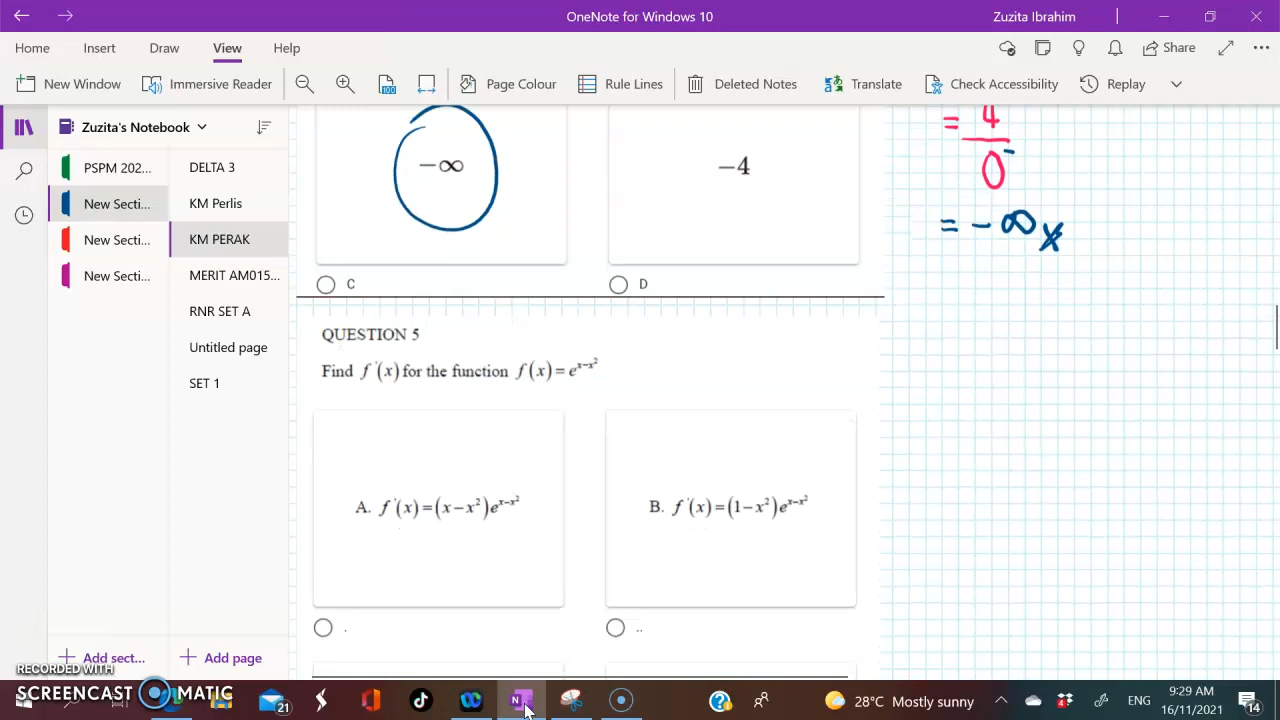 OneNote for Windows 10
Zuzita Ibrahim
Home Insert Draw View Help
Share
New Window Immersive Reader Page Colour Rule Lines Deleted Notes Translate Check Accessibility Replay
Zuzita's Notebook
PSPM 202...
New Secti...
New Secti...
New Secti...
DELTA 3
KM Perlis
KM PERAK
MERIT AM015...
RNR SET A
Untitled page
SET 1
Add sect...
Add page
−∞
C
−4
D
= 4/0⁻
= −∞
QUESTION 5
Find f '(x) for the function f(x) = e^{x−x²}
A. f '(x) = (x−x²)e^{x−x²}
.
B. f '(x) = (1−x²)e^{x−x²}
..
RECORDED WITH
SCREENCAST MATIC
21
28°C Mostly sunny
ENG
9:29 AM
16/11/2021
14